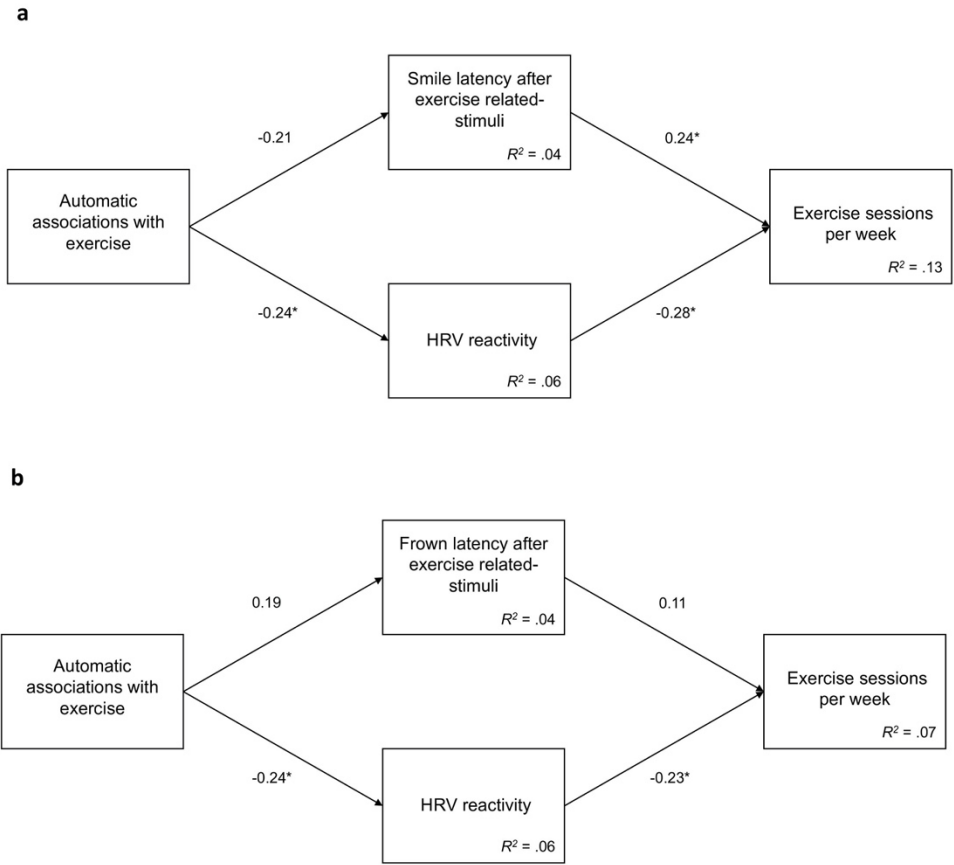 a
Smile latency after
exercise related-
stimuli
R² = .04
-0.21
0.24*
Automatic
associations with
exercise
Exercise sessions
per week
R² = .13
-0.24*
-0.28*
HRV reactivity
R² = .06
b
Frown latency after
exercise related-
stimuli
R² = .04
0.19
0.11
Automatic
associations with
exercise
Exercise sessions
per week
R² = .07
-0.24*
-0.23*
HRV reactivity
R² = .06